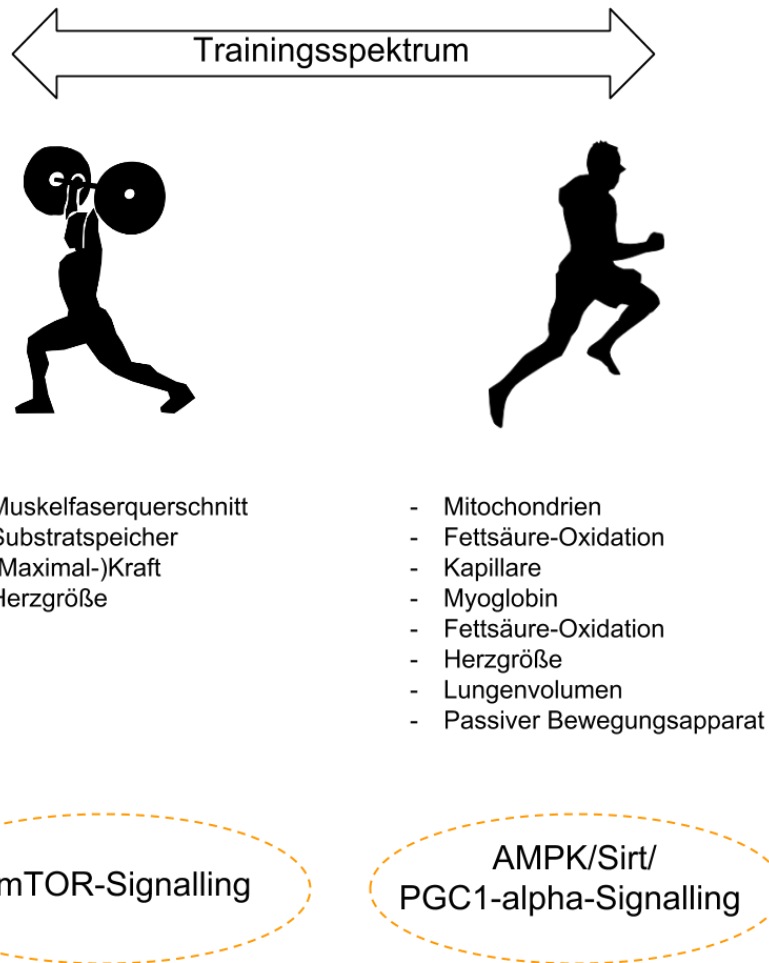 Trainingsspektrum
Muskelfaserquerschnitt
Substratspeicher
Maximal-)Kraft
Herzgröße
- Mitochondrien
- Fettsäure-Oxidation
- Kapillare
- Myoglobin
- Fettsäure-Oxidation
- Herzgröße
- Lungenvolumen
- Passiver Bewegungsapparat
mTOR-Signalling
AMPK/Sirt/
PGC1-alpha-Signalling